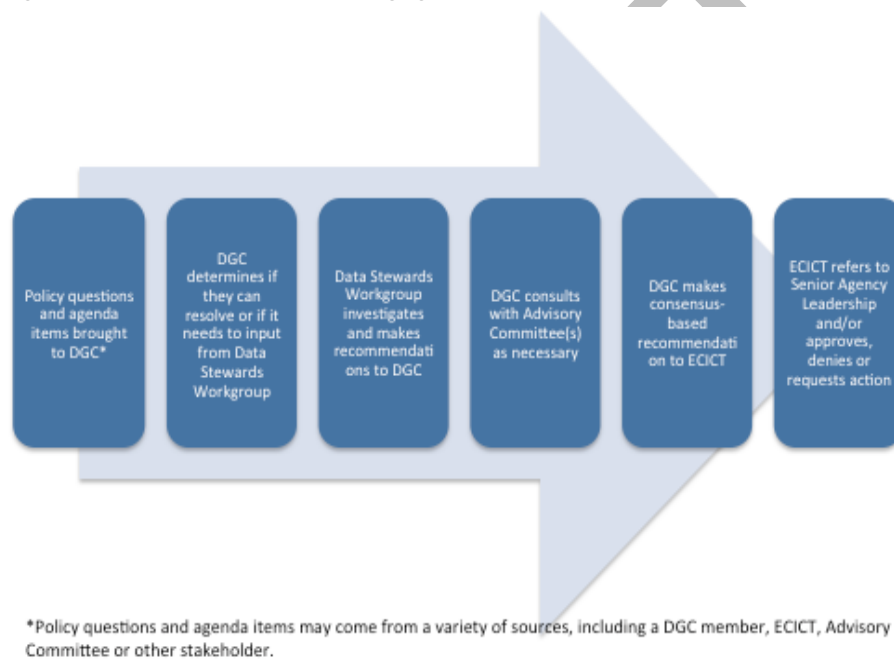 Policy questions
and agenda
items brought
to DGC*
DGC
determines if
they can
resolve or if it
needs to input
from Data
Stewards
Workgroup
Data Stewards
Workgroup
investigates
and makes
recommendati
ons to DGC
DGC consults
with Advisory
Committee(s)
as necessary
DGC makes
consensus-
based
recommendati
on to ECICT
ECICT refers to
Senior Agency
Leadership
and/or
approves,
denies or
requests action
*Policy questions and agenda items may come from a variety of sources, including a DGC member, ECICT, Advisory
Committee or other stakeholder.